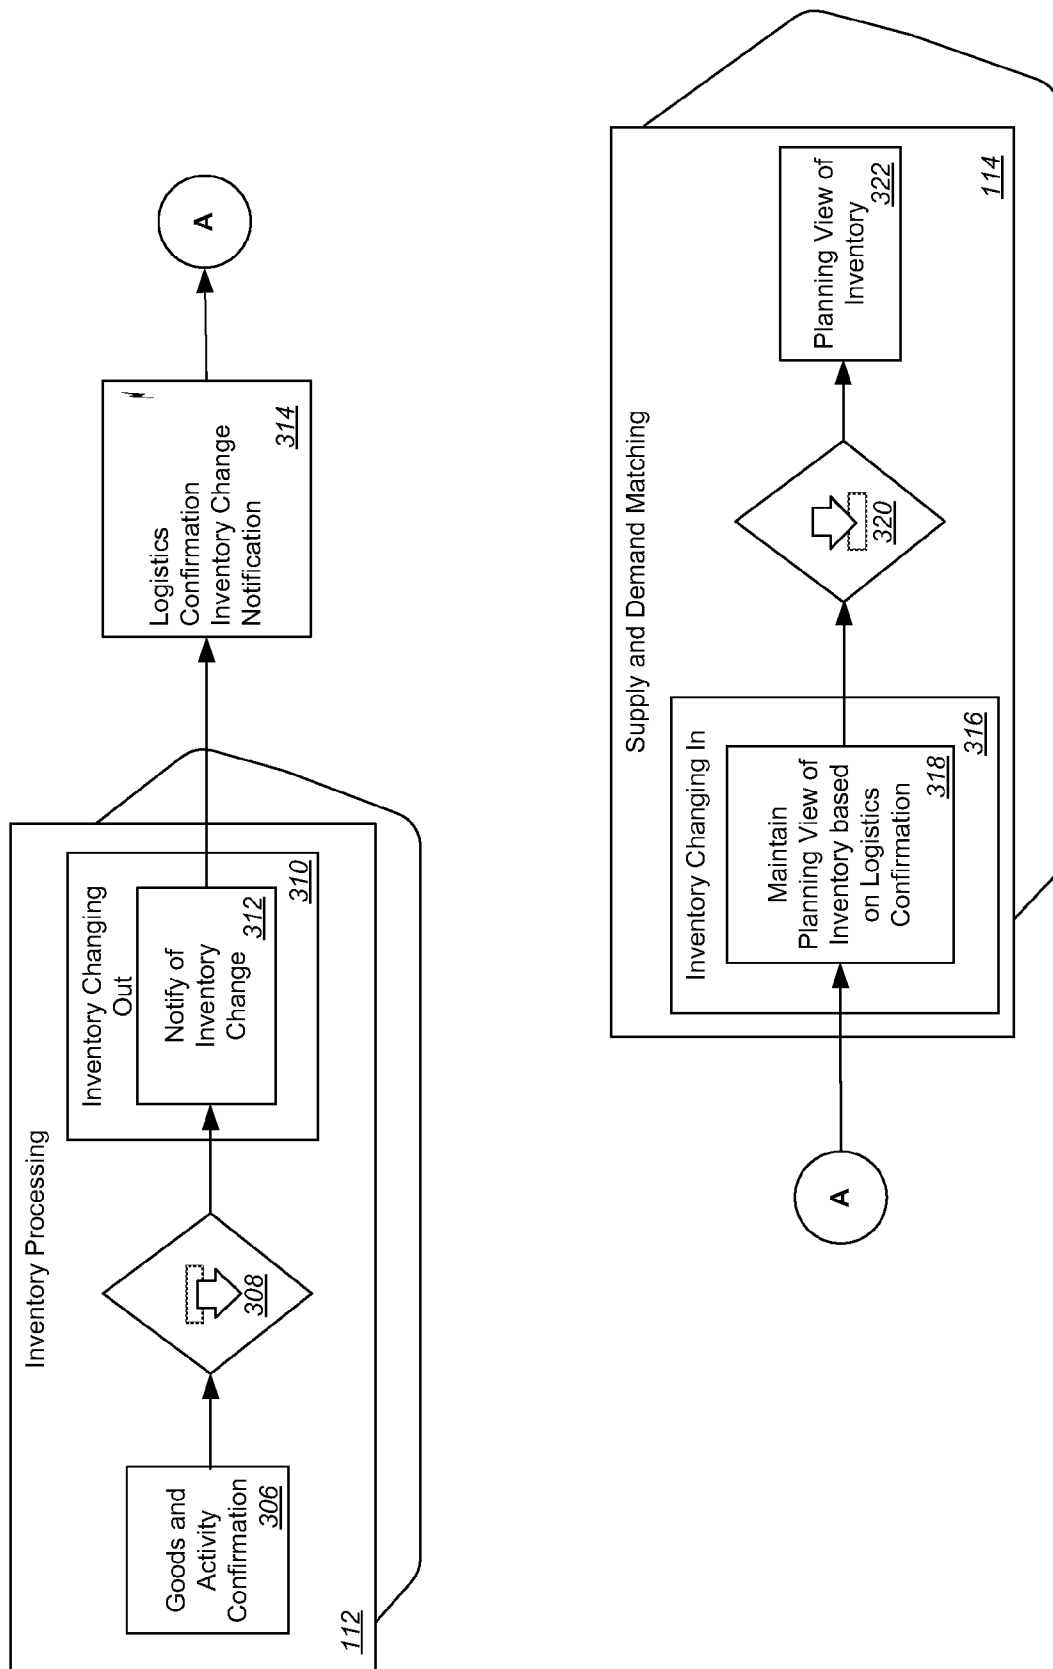 Inventory Processing
112
Goods and
Activity
Confirmation
306
308
Inventory Changing
Out
310
Notify of
Inventory
Change
312
Logistics
Confirmation
Inventory Change
Notification
314
A
A
Supply and Demand Matching
114
Inventory Changing In
316
Maintain
Planning View of
Inventory based
on Logistics
Confirmation
318
320
Planning View of
Inventory
322